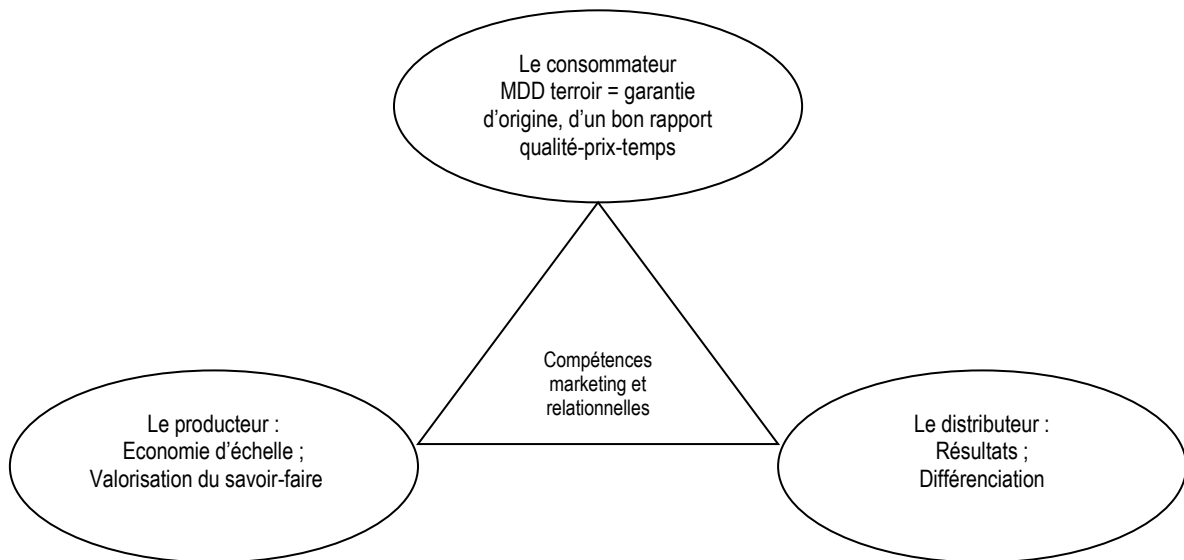 Le consommateur
MDD terroir = garantie
d’origine, d’un bon rapport
qualité-prix-temps
Compétences
marketing et
relationnelles
Le producteur :
Economie d’échelle ;
Valorisation du savoir-faire
Le distributeur :
Résultats ;
Différenciation